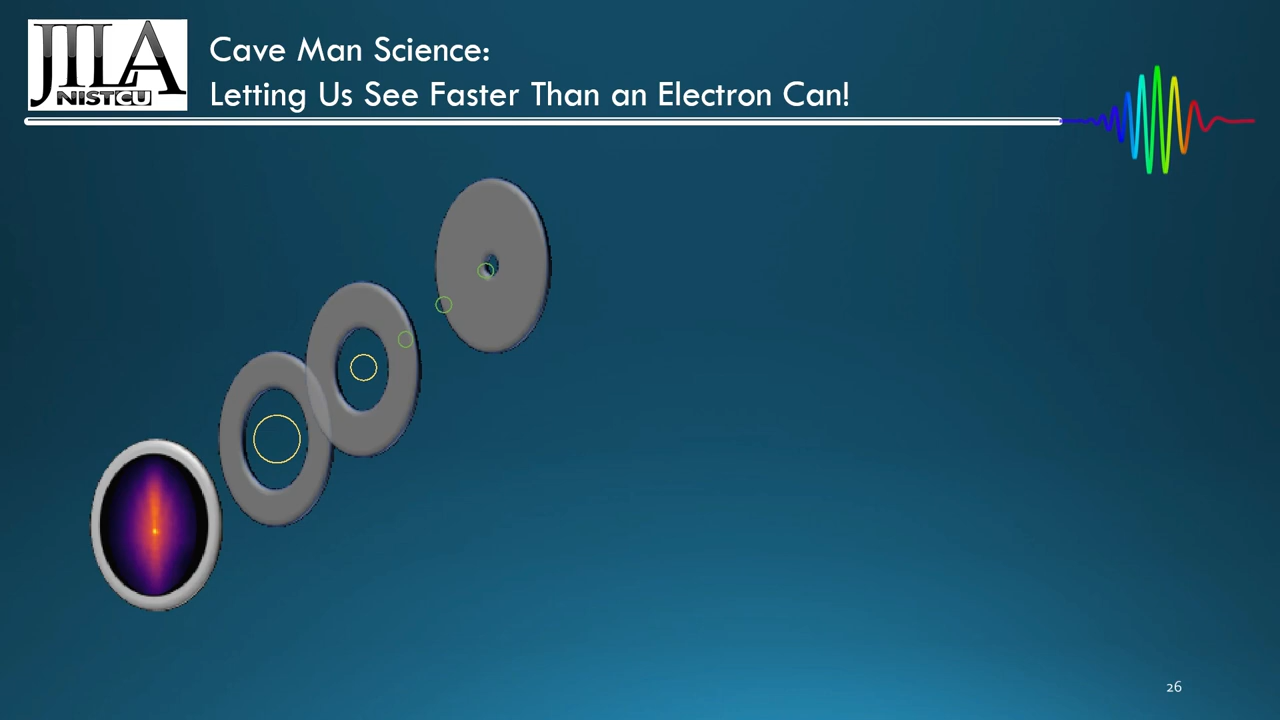 JILA
NIST CU
Cave Man Science:
Letting Us See Faster Than an Electron Can!
26